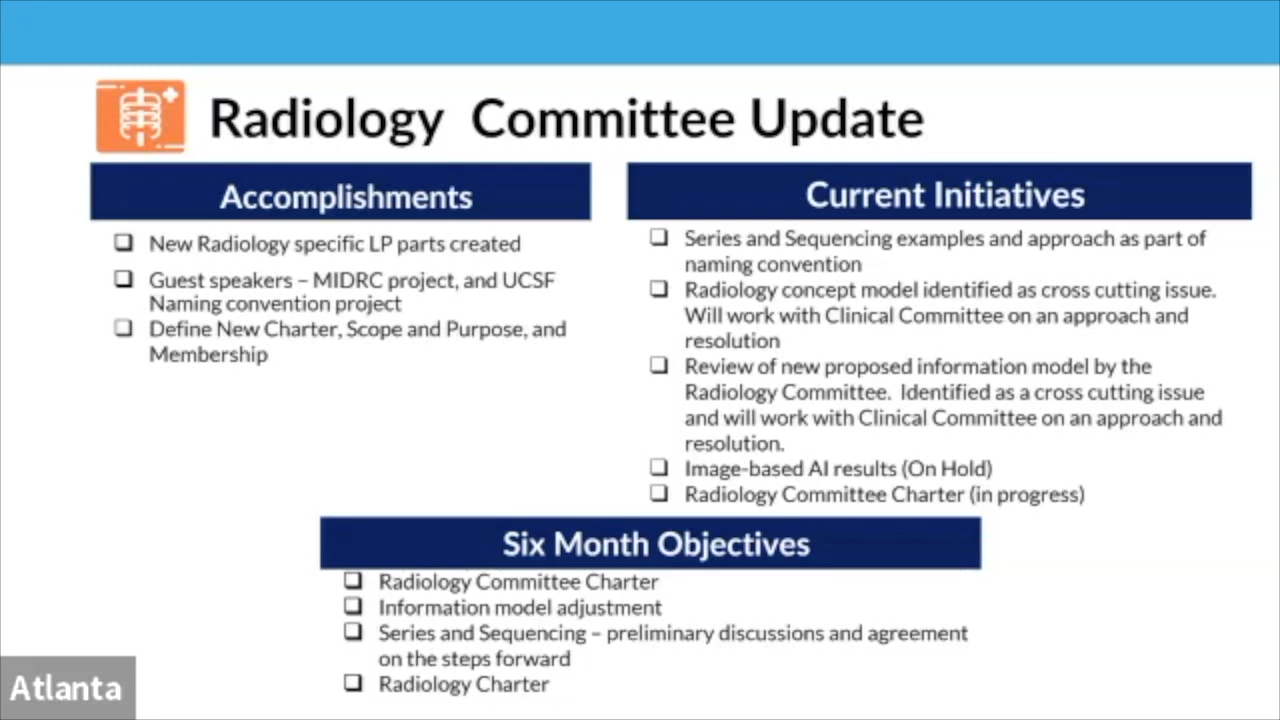 Radiology Committee Update
Accomplishments
New Radiology specific LP parts created
Guest speakers – MIDRC project, and UCSF
Naming convention project
Define New Charter, Scope and Purpose, and
Membership
Current Initiatives
Series and Sequencing examples and approach as part of
naming convention
Radiology concept model identified as cross cutting issue.
Will work with Clinical Committee on an approach and
resolution
Review of new proposed information model by the
Radiology Committee. Identified as a cross cutting issue
and will work with Clinical Committee on an approach and
resolution.
Image-based AI results (On Hold)
Radiology Committee Charter (in progress)
Six Month Objectives
Radiology Committee Charter
Information model adjustment
Series and Sequencing – preliminary discussions and agreement
on the steps forward
Radiology Charter
Atlanta